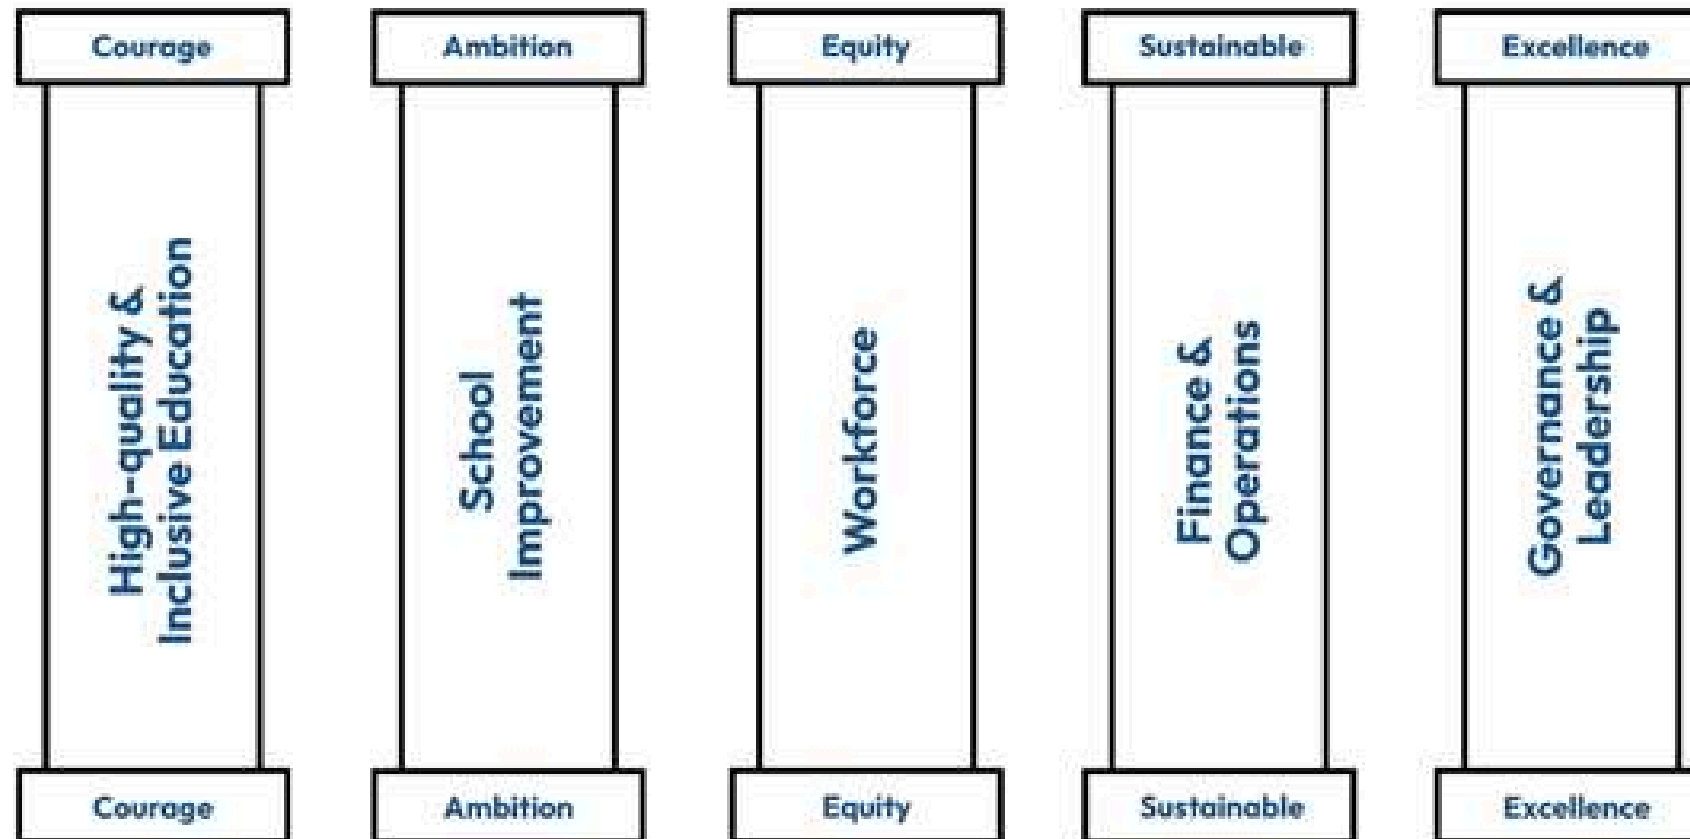 Courage
Ambition
Equity
Sustainable
Excellence
High-quality &
Inclusive Education
School
Improvement
Workforce
Finance &
Operations
Governance &
Leadership
Courage
Ambition
Equity
Sustainable
Excellence